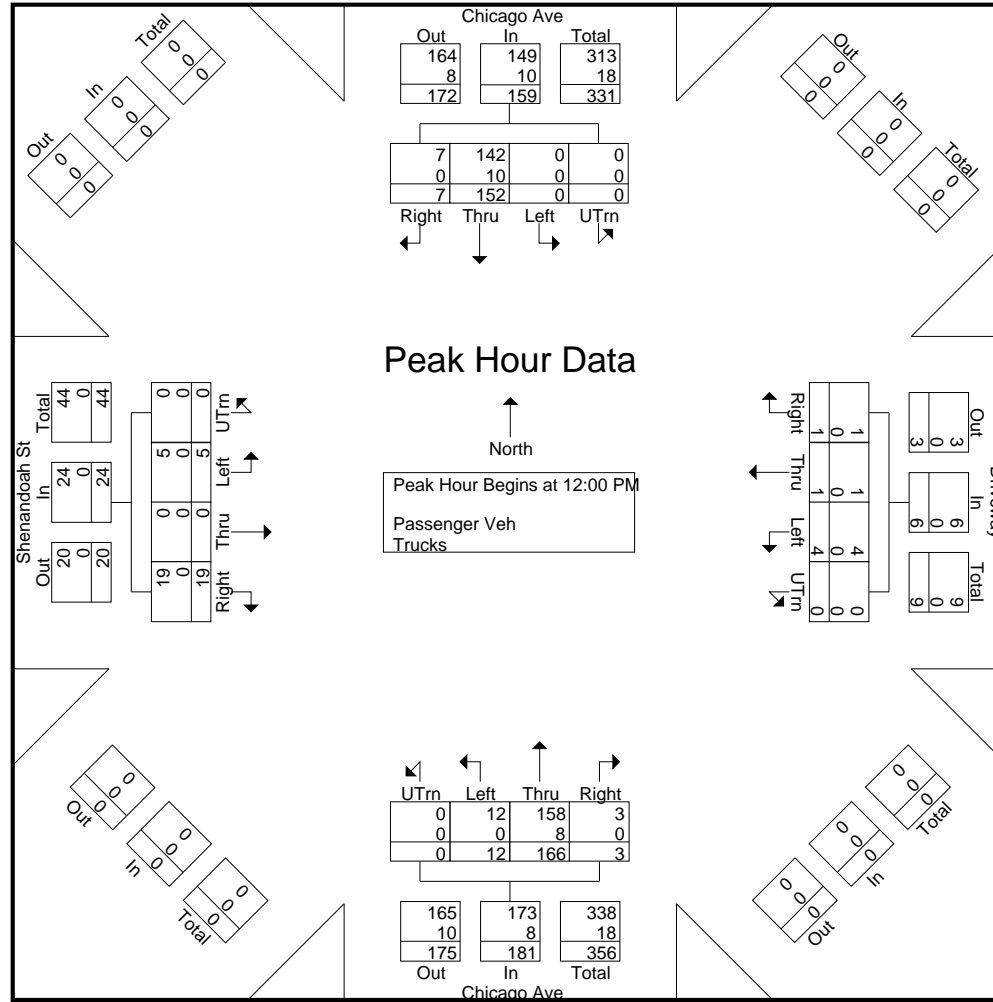 Chicago Ave
Out In Total
164 149 313
8 10 18
172 159 331
7 142 0 0
0 10 0 0
7 152 0 0
Right Thru Left UTrn
Total
0
0
0
In
0
0
0
Out
0
0
0
Out
0
0
0
In
0
0
0
Total
0
0
0
Peak Hour Data
North
Peak Hour Begins at 12:00 PM
Passenger Veh
Trucks
Shenandoah St
Total In Out
44 24 20
0 0 0
44 24 20
0 5 0 19
0 0 0 0
0 5 0 19
UTrn Left Thru Right
Right Thru Left UTrn
1 1 4 0
0 0 0 0
1 1 4 0
Out In Total
3 6 9
0 0 0
3 6 9
UTrn Left Thru Right
0 12 158 3
0 0 8 0
0 12 166 3
165 173 338
10 8 18
175 181 356
Out In Total
Chicago Ave
0
0
0
Out
0
0
0
In
0
0
0
Total
0
0
0
Total
0
0
0
In
0
0
0
Out